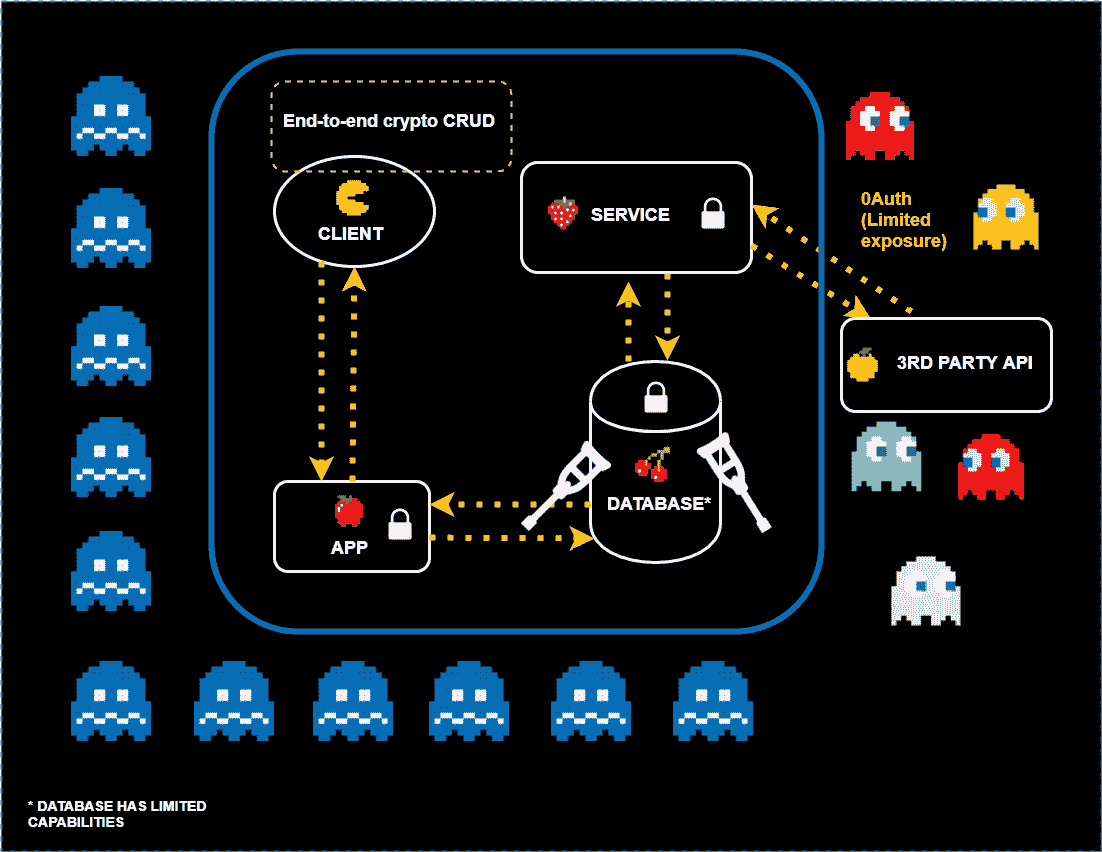 End-to-end crypto CRUD
CLIENT
SERVICE
0Auth
(Limited
exposure)
3RD PARTY API
DATABASE*
APP
* DATABASE HAS LIMITED
CAPABILITIES